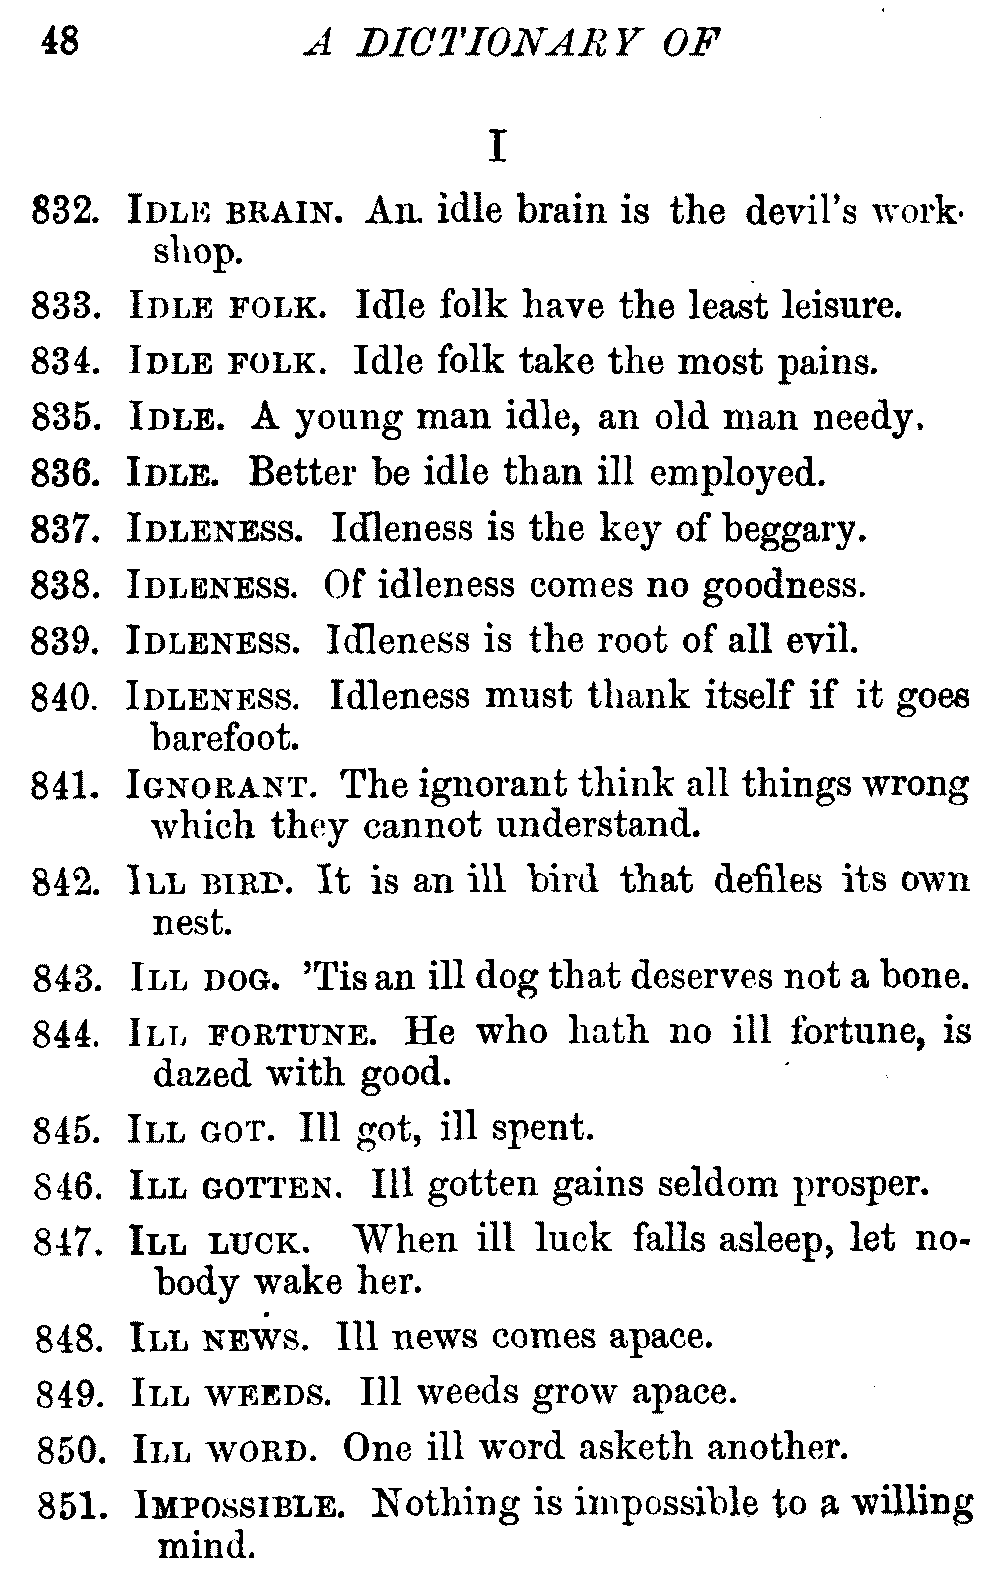 48 A DICTIONARY OF
I
832. IDLE BRAIN. An idle brain is the devil's work-
shop.
833. IDLE FOLK. Idle folk have the least leisure.
834. IDLE FOLK. Idle folk take the most pains.
835. IDLE. A young man idle, an old man needy.
836. IDLE. Better be idle than ill employed.
837. IDLENESS. Idleness is the key of beggary.
838. IDLENESS. Of idleness comes no goodness.
839. IDLENESS. Idleness is the root of all evil.
840. IDLENESS. Idleness must thank itself if it goes
barefoot.
841. IGNORANT. The ignorant think all things wrong
which they cannot understand.
842. ILL BIRD. It is an ill bird that defiles its own
nest.
843. ILL DOG. 'Tis an ill dog that deserves not a bone.
844. ILL FORTUNE. He who hath no ill fortune, is
dazed with good.
845. ILL GOT. Ill got, ill spent.
846. ILL GOTTEN. Ill gotten gains seldom prosper.
847. ILL LUCK. When ill luck falls asleep, let no-
body wake her.
848. ILL NEWS. Ill news comes apace.
849. ILL WEEDS. Ill weeds grow apace.
850. ILL WORD. One ill word asketh another.
851. IMPOSSIBLE. Nothing is impossible to a willing
mind.